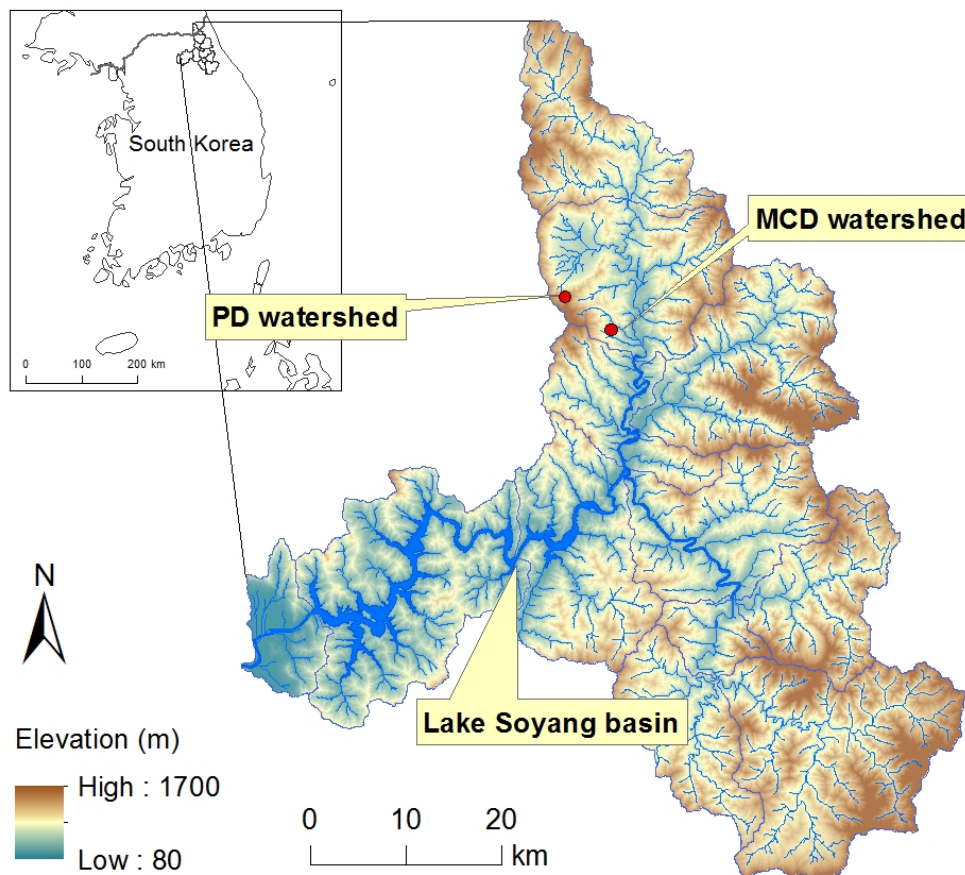 South Korea
0 100 200 km
MCD watershed
PD watershed
Lake Soyang basin
N
Elevation (m)
High : 1700
Low : 80
0 10 20
km